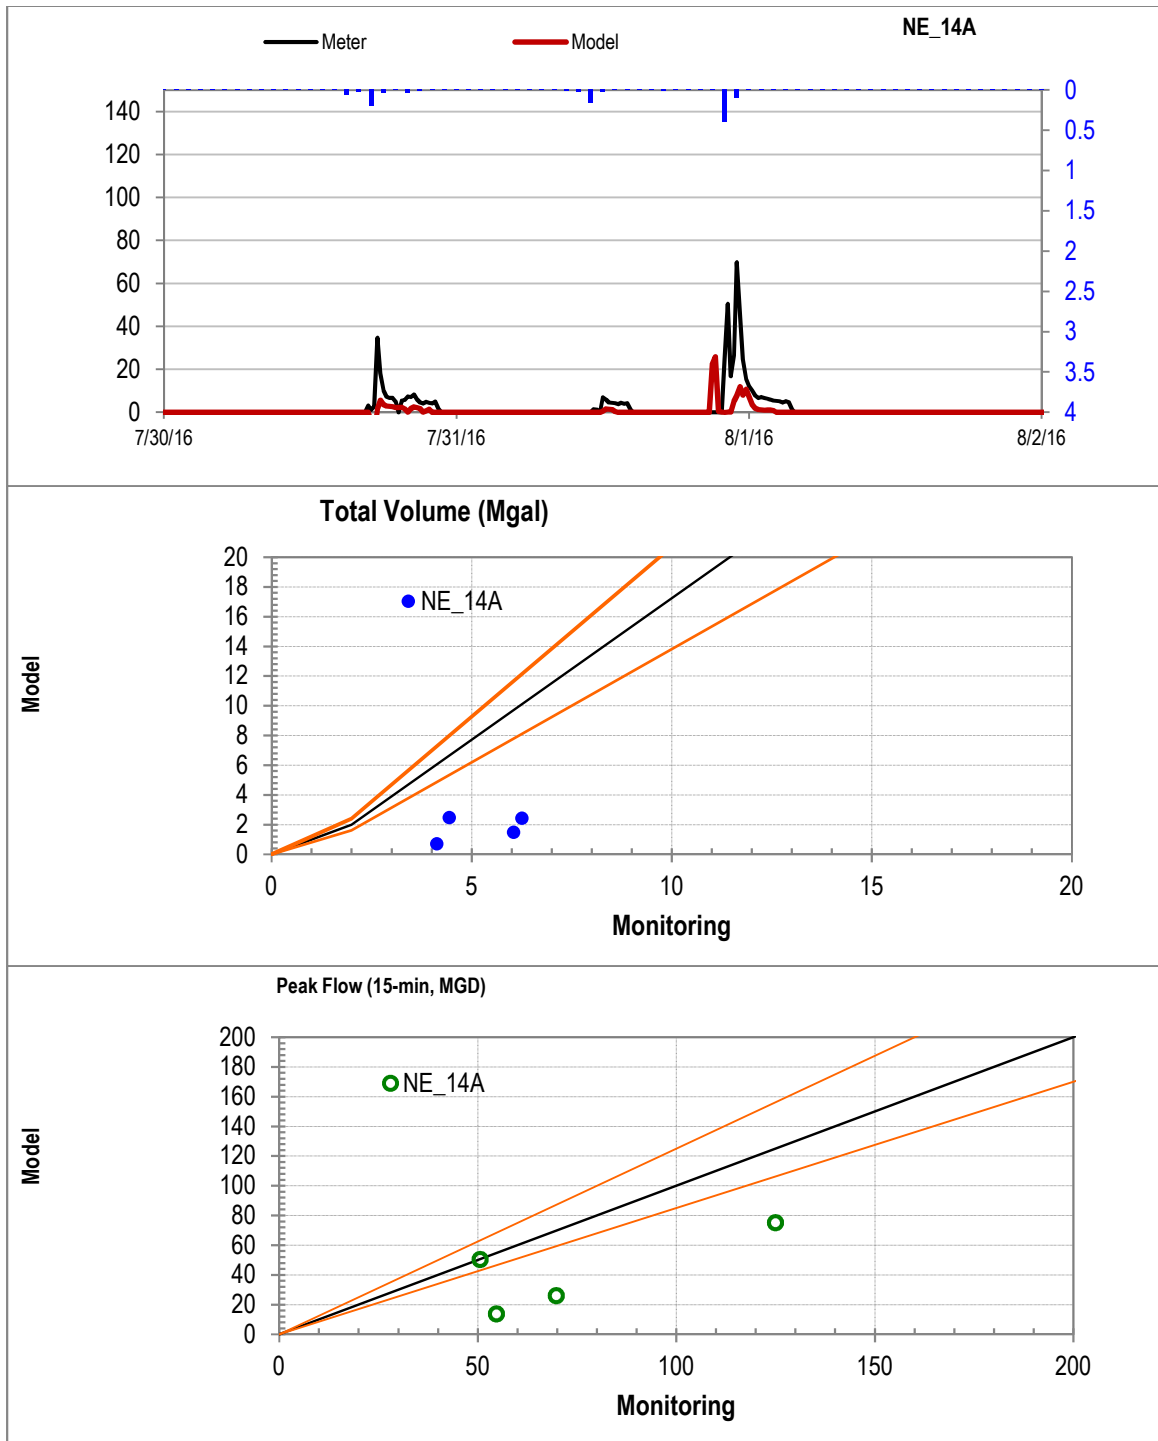 NE_14A
Meter Model
140 0
120 0.5
100 1
80 1.5
60 2
40 2.5
20 3
0 3.5
4
7/30/16 7/31/16 8/1/16 8/2/16
Total Volume (Mgal)
20
18
NE_14A
16
14
12
10
8
6
4
2
0
Model
0 5 10 15 20
Monitoring
Peak Flow (15-min, MGD)
200
180
NE_14A
160
140
120
100
80
60
40
20
0
Model
0 50 100 150 200
Monitoring